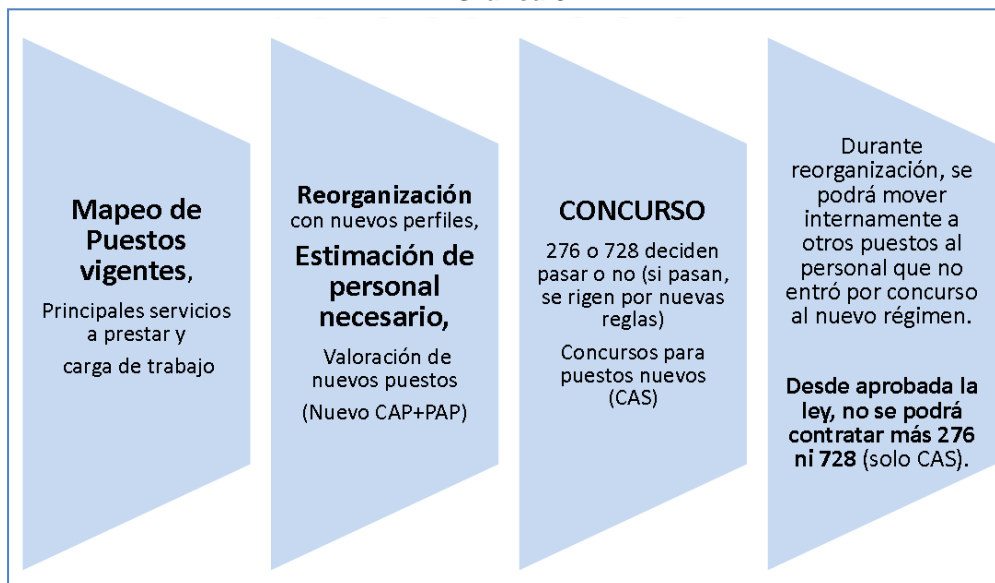 Mapeo de
Puestos
vigentes,
Principales servicios
a prestar y
carga de trabajo
Reorganización
con nuevos perfiles,
Estimación de
personal
necesario,
Valoración de
nuevos puestos
(Nuevo CAP+PAP)
CONCURSO
276 o 728 deciden
pasar o no (si pasan,
se rigen por nuevas
reglas)
Concursos para
puestos nuevos
(CAS)
Durante
reorganización, se
podrá mover
internamente a
otros puestos al
personal que no
entró por concurso
al nuevo régimen.
Desde aprobada la
ley, no se podrá
contratar más 276
ni 728 (solo CAS).